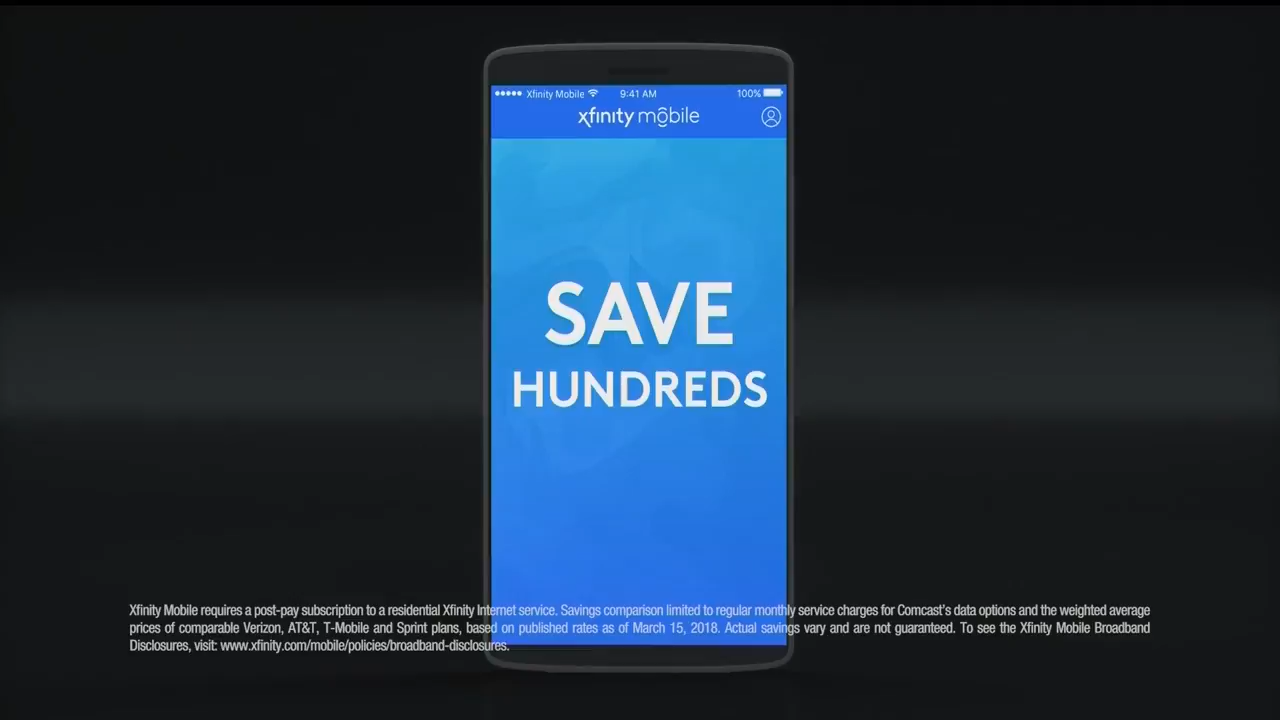 Xfinity Mobile 9:41 AM 100%
xfinity mobile
SAVE
HUNDREDS
Xfinity Mobile requires a post-pay subscription to a residential Xfinity Internet service. Savings comparison limited to regular monthly service charges for Comcast's data options and the weighted average
prices of comparable Verizon, AT&T, T-Mobile and Sprint plans, based on published rates as of March 15, 2018. Actual savings vary and are not guaranteed. To see the Xfinity Mobile Broadband
Disclosures, visit: www.xfinity.com/mobile/policies/broadband-disclosures.